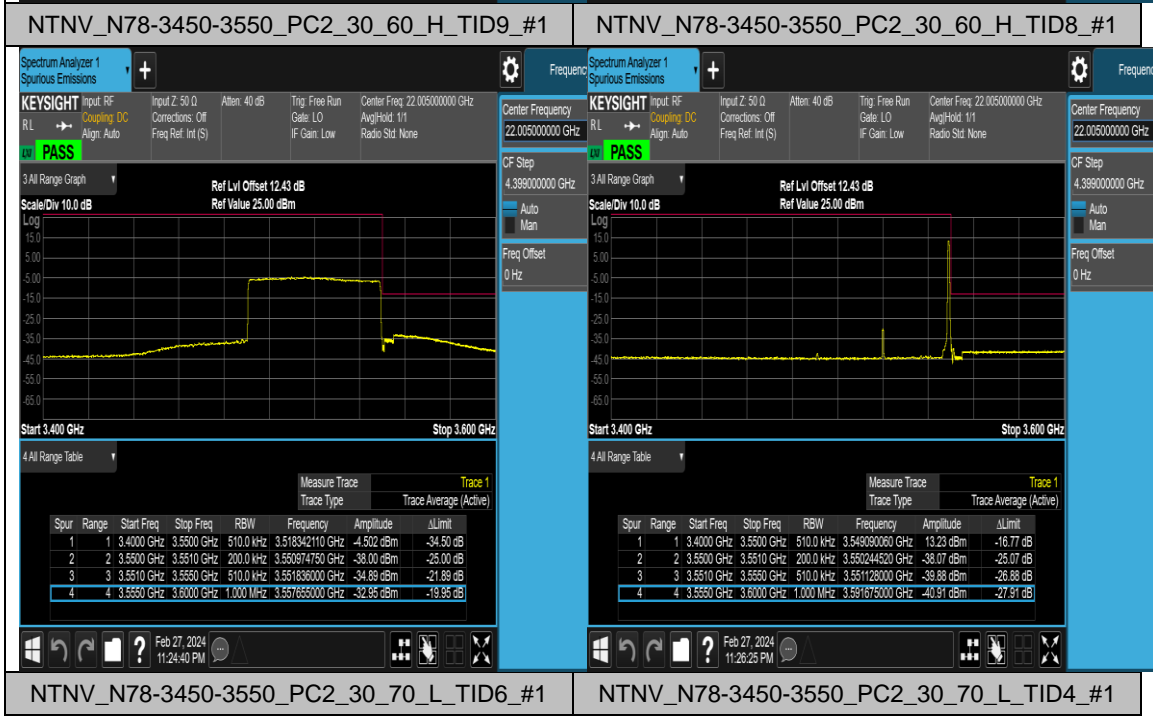 NTNV_N78-3450-3550_PC2_30_60_H_TID9_#1
NTNV_N78-3450-3550_PC2_30_60_H_TID8_#1
Spectrum Analyzer 1
Spurious Emissions
+
Frequenc
KEYSIGHT
Input: RF
Coupling: DC
Align: Auto
Input Z: 50 Ω
Corrections: Off
Freq Ref: Int (S)
Atten: 40 dB
Trig: Free Run
Gate: LO
IF Gain: Low
Center Freq: 22.005000000 GHz
Avg|Hold: 1/1
Radio Std: None
RL
PASS
Center Frequency
22.005000000 GHz
CF Step
4.399000000 GHz
Auto
Man
Freq Offset
0 Hz
3 All Range Graph
Ref Lvl Offset 12.43 dB
Scale/Div 10.0 dB
Ref Value 25.00 dBm
Log
15.0
5.00
-5.00
-15.0
-25.0
-35.0
-45.0
-55.0
-65.0
Start 3.400 GHz
Stop 3.600 GHz
4 All Range Table
Measure Trace Trace 1
Trace Type Trace Average (Active)
Spur Range Start Freq Stop Freq RBW Frequency Amplitude ΔLimit
1 1 3.4000 GHz 3.5500 GHz 510.0 kHz 3.518342110 GHz -4.502 dBm -34.50 dB
2 2 3.5500 GHz 3.5510 GHz 200.0 kHz 3.550974750 GHz -38.00 dBm -25.00 dB
3 3 3.5510 GHz 3.5550 GHz 510.0 kHz 3.551836000 GHz -34.89 dBm -21.89 dB
4 4 3.5550 GHz 3.6000 GHz 1.000 MHz 3.557655000 GHz -32.95 dBm -19.95 dB
?
Feb 27, 2024
11:24:40 PM
Spectrum Analyzer 1
Spurious Emissions
+
Frequenc
KEYSIGHT
Input: RF
Coupling: DC
Align: Auto
Input Z: 50 Ω
Corrections: Off
Freq Ref: Int (S)
Atten: 40 dB
Trig: Free Run
Gate: LO
IF Gain: Low
Center Freq: 22.005000000 GHz
Avg|Hold: 1/1
Radio Std: None
RL
PASS
Center Frequency
22.005000000 GHz
CF Step
4.399000000 GHz
Auto
Man
Freq Offset
0 Hz
3 All Range Graph
Ref Lvl Offset 12.43 dB
Scale/Div 10.0 dB
Ref Value 25.00 dBm
Log
15.0
5.00
-5.00
-15.0
-25.0
-35.0
-45.0
-55.0
-65.0
Start 3.400 GHz
Stop 3.600 GHz
4 All Range Table
Measure Trace Trace 1
Trace Type Trace Average (Active)
Spur Range Start Freq Stop Freq RBW Frequency Amplitude ΔLimit
1 1 3.4000 GHz 3.5500 GHz 510.0 kHz 3.549090060 GHz 13.23 dBm -16.77 dB
2 2 3.5500 GHz 3.5510 GHz 200.0 kHz 3.550244520 GHz -38.07 dBm -25.07 dB
3 3 3.5510 GHz 3.5550 GHz 510.0 kHz 3.551128000 GHz -39.88 dBm -26.88 dB
4 4 3.5550 GHz 3.6000 GHz 1.000 MHz 3.591675000 GHz -40.91 dBm -27.91 dB
?
Feb 27, 2024
11:26:25 PM
NTNV_N78-3450-3550_PC2_30_70_L_TID6_#1
NTNV_N78-3450-3550_PC2_30_70_L_TID4_#1